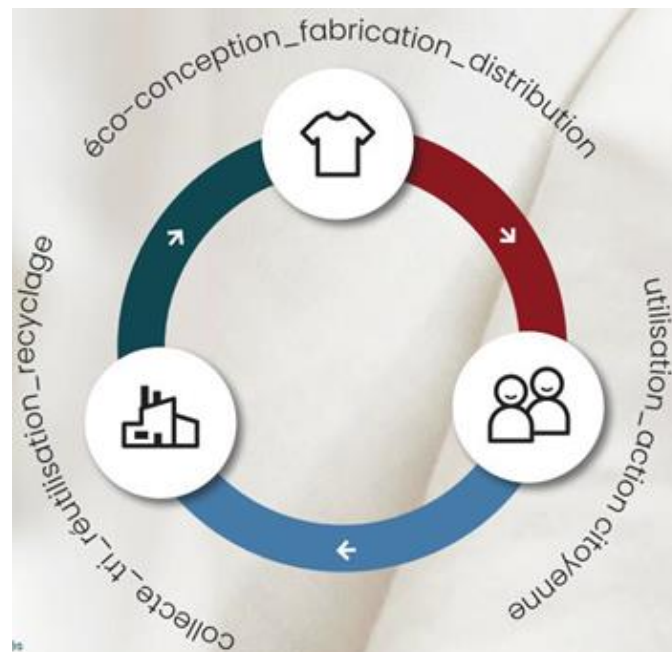 éco-conception_fabrication_distribution
utilisation_action citoyenne
collecte_tri_réutilisation_recyclage